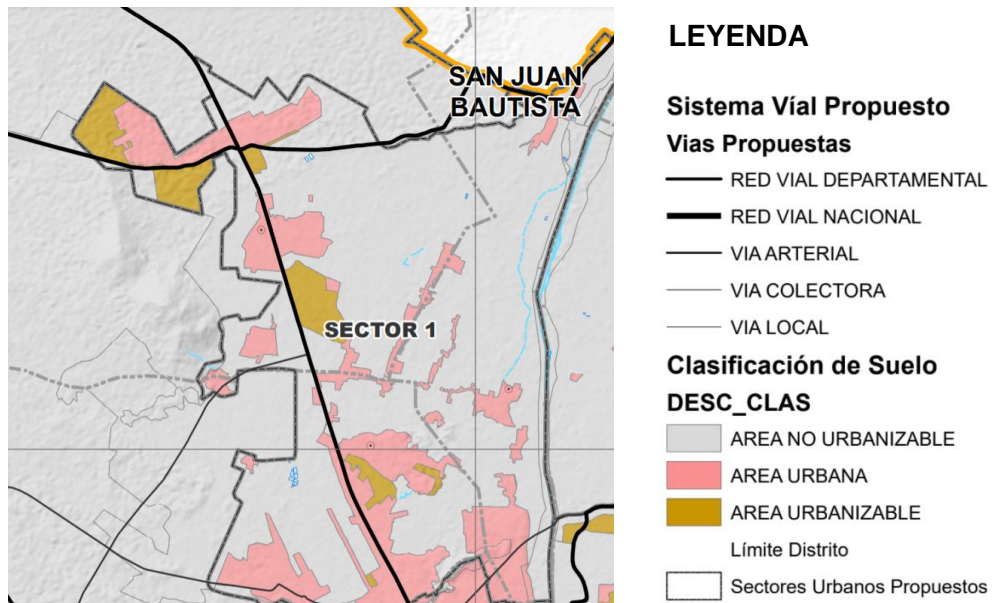 SAN JUAN
BAUTISTA
SECTOR 1
LEYENDA
Sistema Víal Propuesto
Vias Propuestas
RED VIAL DEPARTAMENTAL
RED VIAL NACIONAL
VIA ARTERIAL
VIA COLECTORA
VIA LOCAL
Clasificación de Suelo
DESC_CLAS
AREA NO URBANIZABLE
AREA URBANA
AREA URBANIZABLE
Límite Distrito
Sectores Urbanos Propuestos